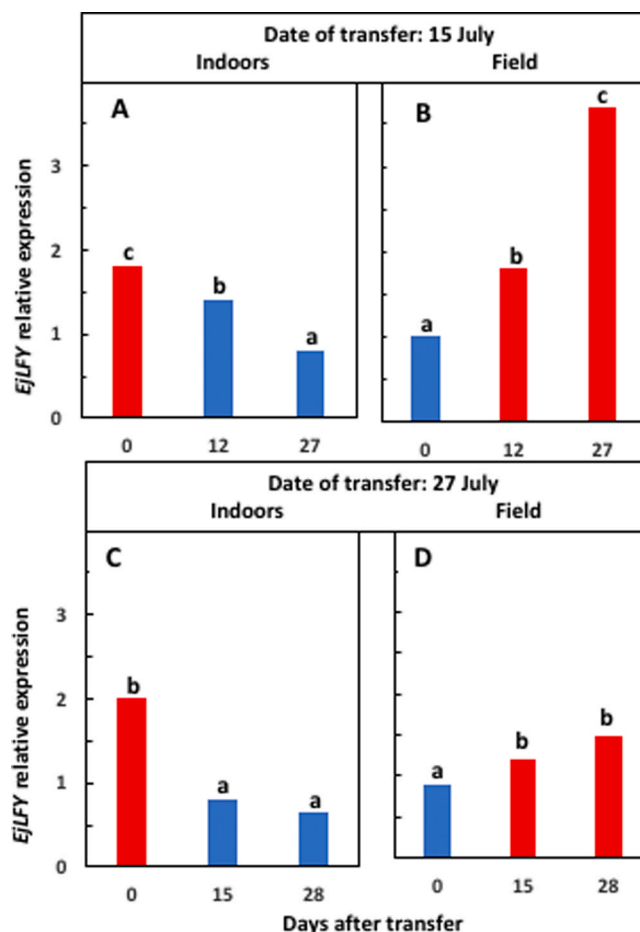 Date of transfer: 15 July
Indoors Field
A B
EjLFY relative expression
3
2
1
0
c b a
a b c
0 12 27 0 12 27
Date of transfer: 27 July
Indoors Field
C D
EjLFY relative expression
3
2
1
0
b a a
a b b
0 15 28 0 15 28
Days after transfer